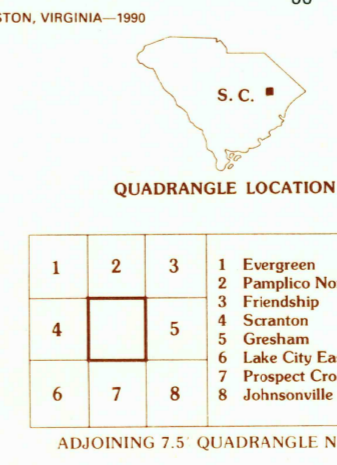 STON, VIRGINIA—1990
S.C.
QUADRANGLE LOCATION
1 2 3
4 5
6 7 8
1 Evergreen
2 Pamplico No
3 Friendship
4 Scranton
5 Gresham
6 Lake City Ea
7 Prospect Cro
8 Johnsonville
ADJOINING 7.5′ QUADRANGLE N